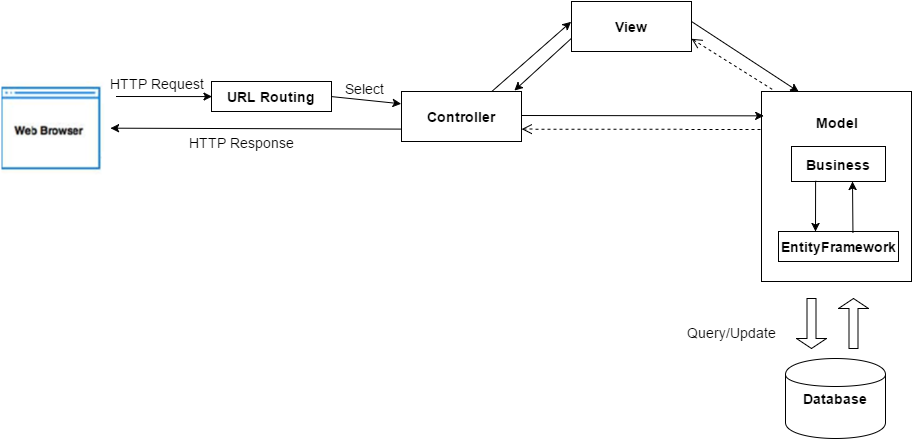 View
HTTP Request
URL Routing
Select
Web Browser
Controller
HTTP Response
Model
Business
EntityFramework
Query/Update
Database